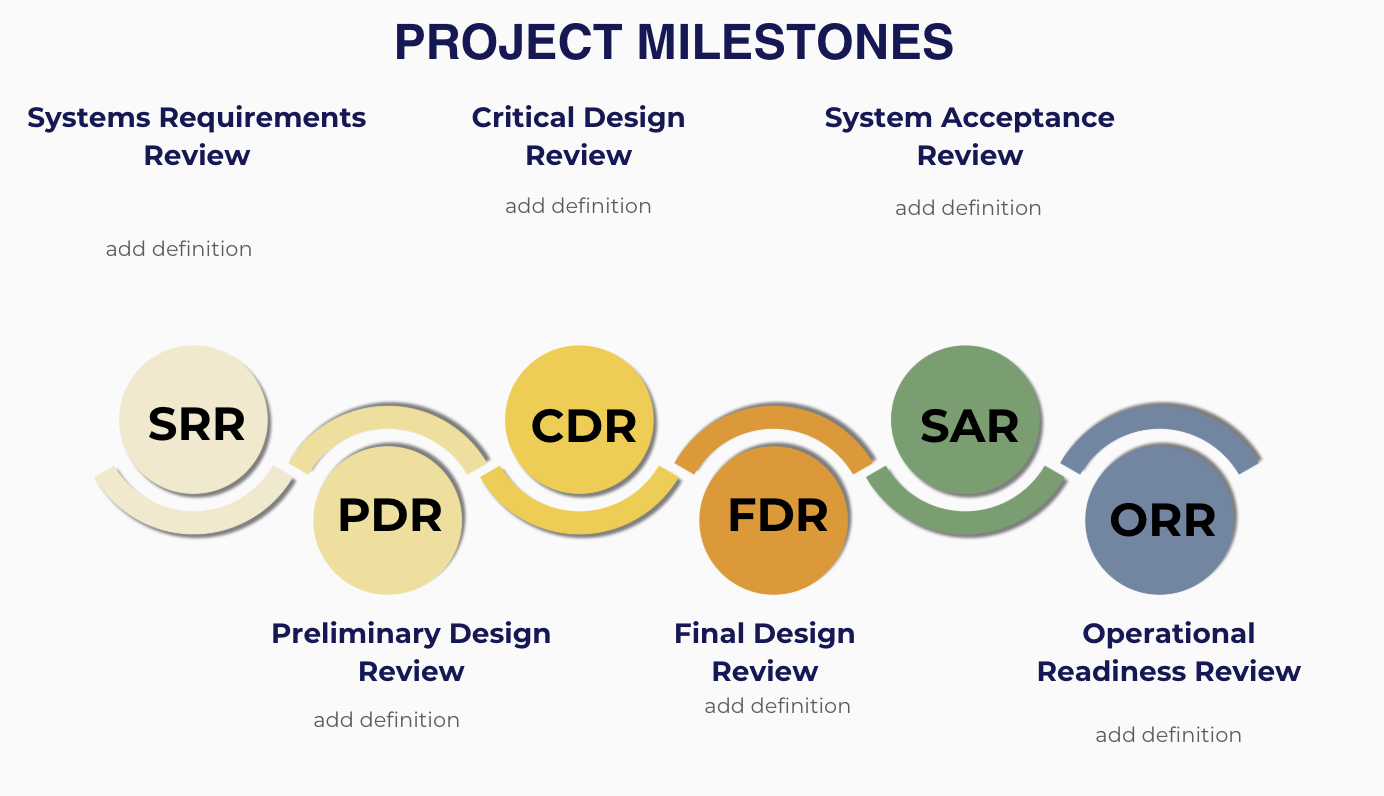 PROJECT MILESTONES
Systems Requirements
Review
add definition
Critical Design
Review
add definition
System Acceptance
Review
add definition
SRR
PDR
CDR
FDR
SAR
ORR
Preliminary Design
Review
add definition
Final Design
Review
add definition
Operational
Readiness Review
add definition